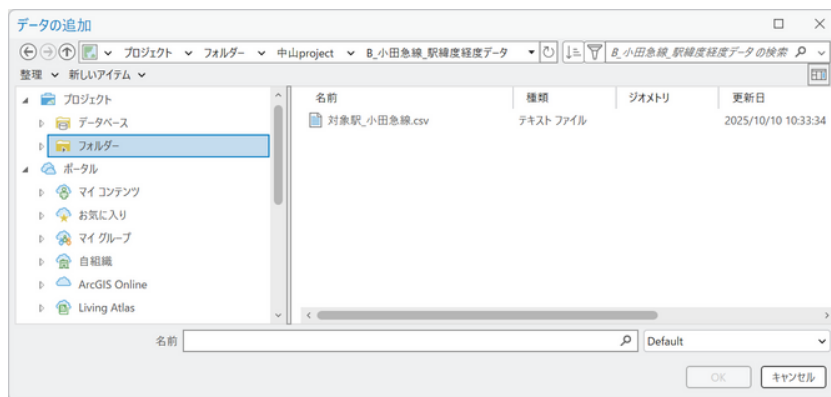 データの追加
プロジェクト フォルダー 中山project B_小田急線_駅緯度経度データ B_小田急線_駅緯度経度データ の検索
整理 新しいアイテム
プロジェクト
データベース
フォルダー
ポータル
マイ コンテンツ
お気に入り
マイ グループ
自組織
ArcGIS Online
Living Atlas
名前 種類 ジオメトリ 更新日
対象駅_小田急線.csv テキスト ファイル 2025/10/10 10:33:34
名前 Default
OK キャンセル